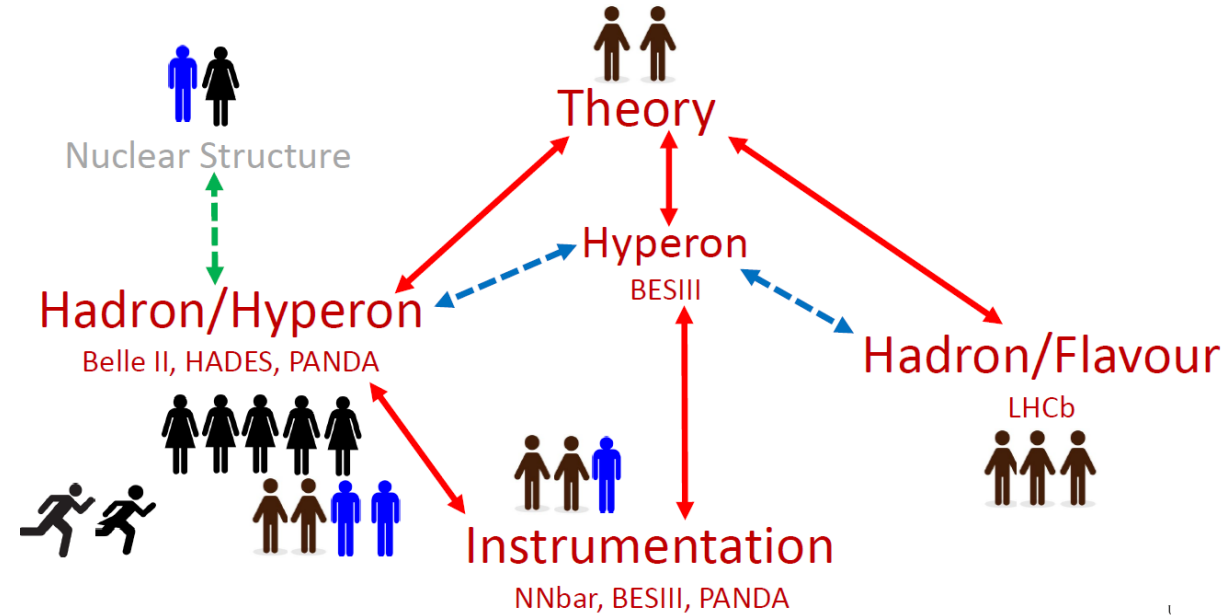 Theory
Nuclear Structure
Hyperon
BESIII
Hadron/Hyperon
Belle II, HADES, PANDA
Hadron/Flavour
LHCb
Instrumentation
NNbar, BESIII, PANDA